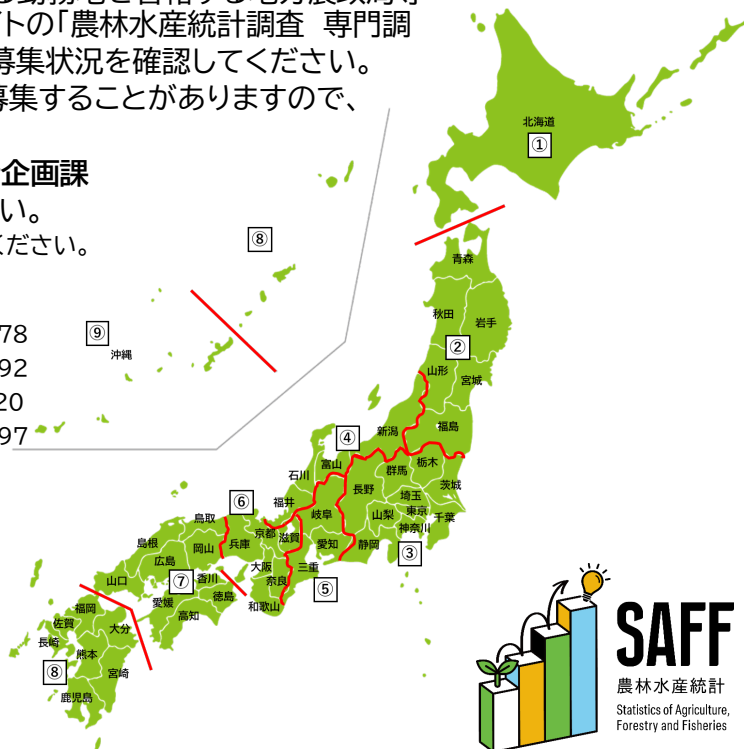 イトの「農林水産統計調査 専門調
募集状況を確認してください。
募集することがありますので、
企画課
い。
ください。
78
92
20
97
北海道
①
青森
秋田
岩手
②
山形
宮城
福島
新潟
④
富山
石川
福井
栃木
群馬
茨城
長野
埼玉
東京
山梨
千葉
神奈川
③
岐阜
静岡
愛知
三重
⑤
⑥
鳥取
京都
滋賀
兵庫
大阪
奈良
和歌山
島根
岡山
広島
⑦
香川
山口
愛媛
徳島
高知
福岡
佐賀
大分
長崎
熊本
⑧
宮崎
鹿児島
⑧
⑨
沖縄
SAFF
農林水産統計
Statistics of Agriculture,
Forestry and Fisheries